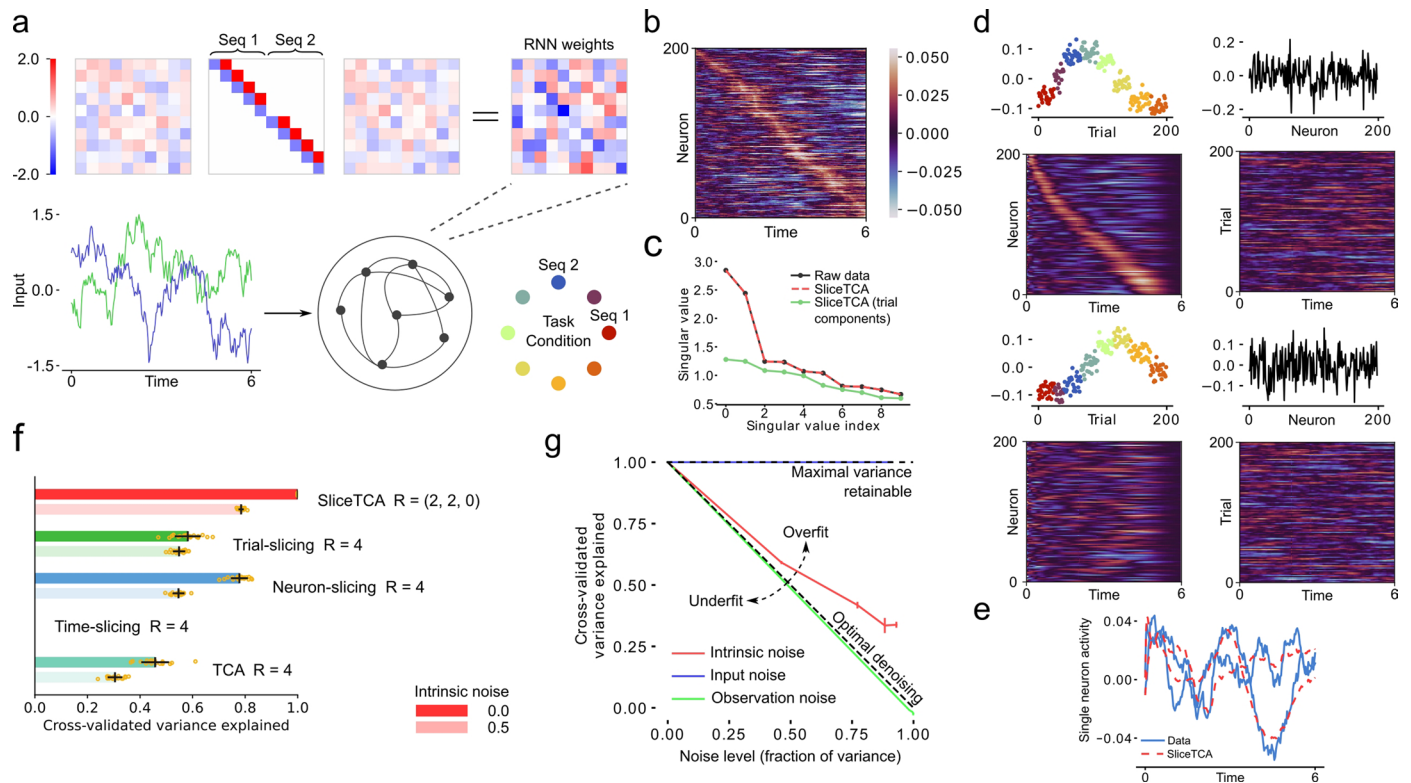 a
Seq 1
Seq 2
RNN weights
2.0
0.0
-2.0
=
1.5
0.0
-1.5
Input
0
Time
6
Seq 2
Seq 1
Task
Condition
b
200
Neuron
0
Time
6
0.050
0.025
0.000
−0.025
−0.050
c
3.0
2.5
2.0
1.5
1.0
0.5
Singular value
0
2
4
6
8
Singular value index
Raw data
SliceTCA
SliceTCA (trial
components)
d
0.1
0.0
−0.1
0
Trial
200
0.2
0.0
−0.2
0
Neuron
200
200
Neuron
0
Time
6
200
Trial
0
Time
6
0.1
0.0
−0.1
0
Trial
200
0.1
0.0
−0.1
0
Neuron
200
200
Neuron
0
0
Time
6
200
Trial
0
0
Time
6
e
0.04
0.00
−0.04
Single neuron activity
Data
SliceTCA
0
Time
6
f
SliceTCA R = (2, 2, 0)
Trial-slicing R = 4
Neuron-slicing R = 4
Time-slicing R = 4
TCA R = 4
0.0
0.2
0.4
0.6
0.8
1.0
Cross-validated variance explained
Intrinsic noise
0.0
0.5
g
1.00
0.75
0.50
0.25
0.00
Cross-validated
variance explained
Maximal variance
retainable
Overfit
Underfit
Optimal denoising
Intrinsic noise
Input noise
Observation noise
0.00
0.25
0.50
0.75
1.00
Noise level (fraction of variance)